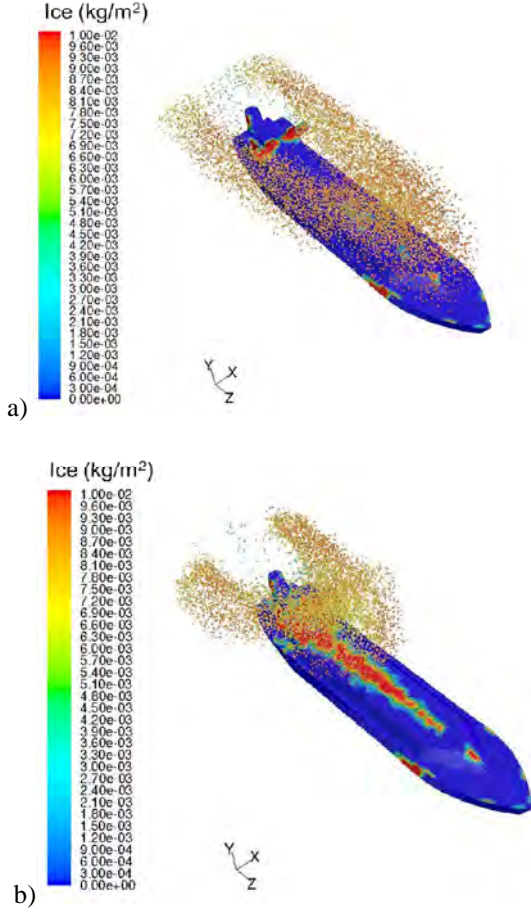 Ice (kg/m²)
1.00e-02
9.60e-03
9.30e-03
9.00e-03
8.70e-03
8.40e-03
8.10e-03
7.80e-03
7.50e-03
7.20e-03
6.90e-03
6.60e-03
6.30e-03
6.00e-03
5.70e-03
5.40e-03
5.10e-03
4.80e-03
4.50e-03
4.20e-03
3.90e-03
3.60e-03
3.30e-03
3.00e-03
2.70e-03
2.40e-03
2.10e-03
1.80e-03
1.50e-03
1.20e-03
9.00e-04
6.00e-04
3.00e-04
0.00e+00
Y
X
Z
a)
Ice (kg/m²)
1.00e-02
9.60e-03
9.30e-03
9.00e-03
8.70e-03
8.40e-03
8.10e-03
7.80e-03
7.50e-03
7.20e-03
6.90e-03
6.60e-03
6.30e-03
6.00e-03
5.70e-03
5.40e-03
5.10e-03
4.80e-03
4.50e-03
4.20e-03
3.90e-03
3.60e-03
3.30e-03
3.00e-03
2.70e-03
2.40e-03
2.10e-03
1.80e-03
1.50e-03
1.20e-03
9.00e-04
6.00e-04
3.00e-04
0.00e+00
Y
X
Z
b)